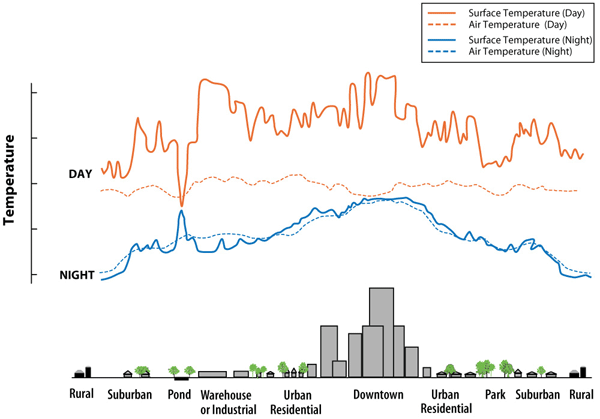 Surface Temperature (Day)
Air Temperature (Day)
Surface Temperature (Night)
Air Temperature (Night)
Temperature
DAY
NIGHT
Rural
Suburban
Pond
Warehouse
or Industrial
Urban
Residential
Downtown
Urban
Residential
Park
Suburban
Rural